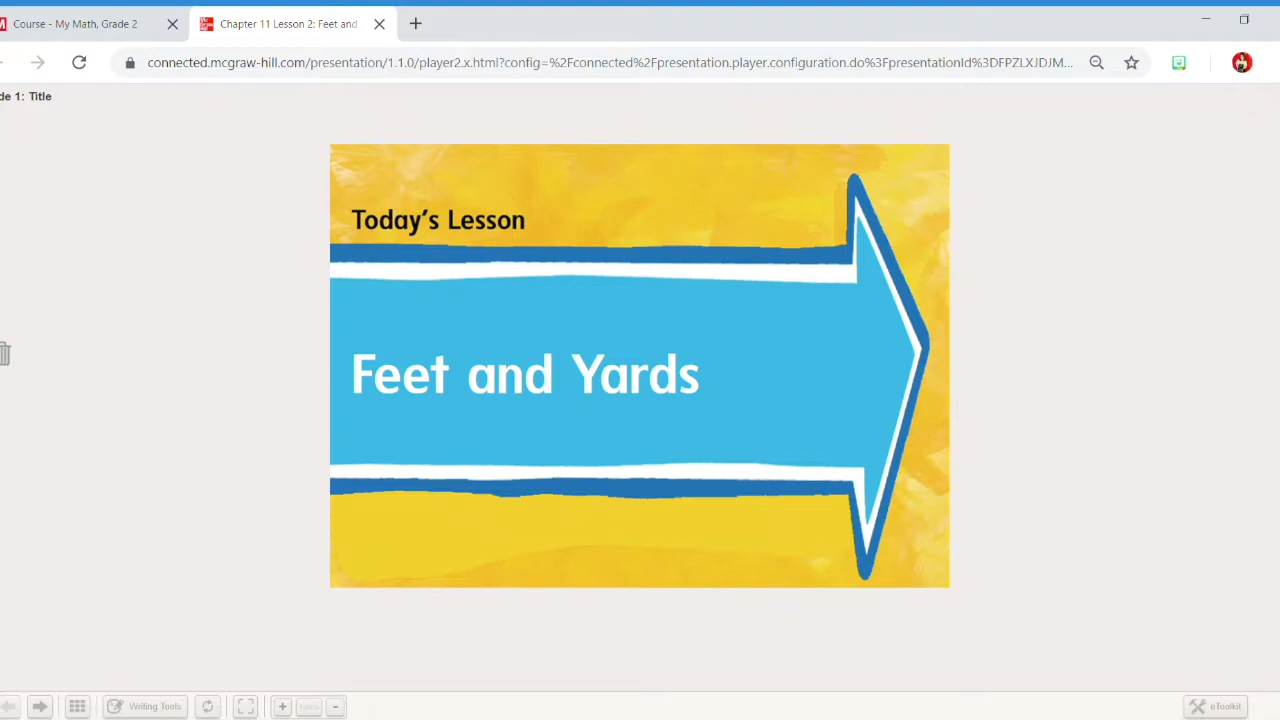 Course - My Math, Grade 2
Chapter 11 Lesson 2: Feet and
connected.mcgraw-hill.com/presentation/1.1.0/player2.x.html?config=%2Fconnected%2Fpresentation.player.configuration.do%3FpresentationId%3DFPZLXJDJM...
de 1: Title
Today's Lesson
Feet and Yards
Writing Tools
eToolkit